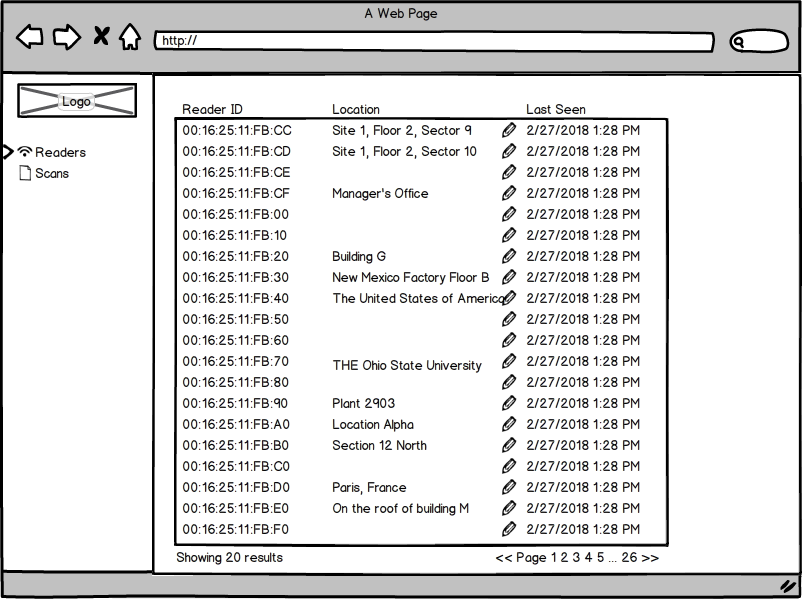 A Web Page
http://
Logo
Readers
Scans
Reader ID Location Last Seen
00:16:25:11:FB:CC Site 1, Floor 2, Sector 9 2/27/2018 1:28 PM
00:16:25:11:FB:CD Site 1, Floor 2, Sector 10 2/27/2018 1:28 PM
00:16:25:11:FB:CE 2/27/2018 1:28 PM
00:16:25:11:FB:CF Manager's Office 2/27/2018 1:28 PM
00:16:25:11:FB:00 2/27/2018 1:28 PM
00:16:25:11:FB:10 2/27/2018 1:28 PM
00:16:25:11:FB:20 Building G 2/27/2018 1:28 PM
00:16:25:11:FB:30 New Mexico Factory Floor B 2/27/2018 1:28 PM
00:16:25:11:FB:40 The United States of America 2/27/2018 1:28 PM
00:16:25:11:FB:50 2/27/2018 1:28 PM
00:16:25:11:FB:60 2/27/2018 1:28 PM
00:16:25:11:FB:70 THE Ohio State University 2/27/2018 1:28 PM
00:16:25:11:FB:80 2/27/2018 1:28 PM
00:16:25:11:FB:90 Plant 2903 2/27/2018 1:28 PM
00:16:25:11:FB:A0 Location Alpha 2/27/2018 1:28 PM
00:16:25:11:FB:B0 Section 12 North 2/27/2018 1:28 PM
00:16:25:11:FB:C0 2/27/2018 1:28 PM
00:16:25:11:FB:D0 Paris, France 2/27/2018 1:28 PM
00:16:25:11:FB:E0 On the roof of building M 2/27/2018 1:28 PM
00:16:25:11:FB:F0 2/27/2018 1:28 PM
Showing 20 results << Page 1 2 3 4 5 ... 26 >>